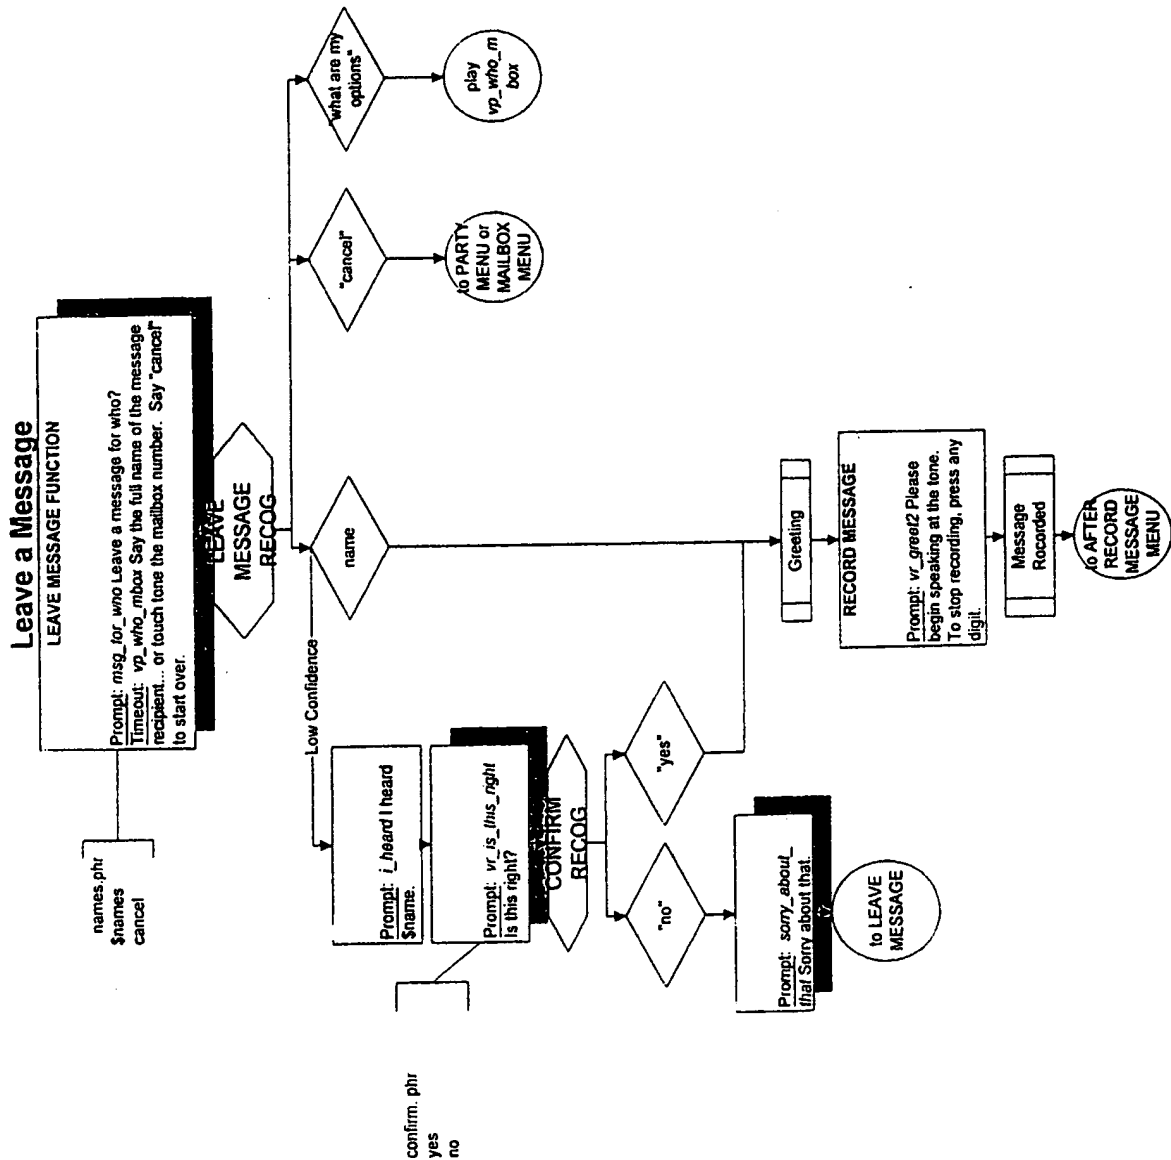 Leave a Message
LEAVE MESSAGE FUNCTION
Prompt: msg_for_who Leave a message for who?
Timeout: vp_who_mbox Say the full name of the message
recipient... or touch tone the mailbox number. Say "cancel"
to start over.
names.phr
$names
cancel
LEAVE
MESSAGE
RECOG
Low Confidence
name
"cancel"
"what are my
options"
to PARTY
MENU or
MAILBOX
MENU
play
vp_who_m
box
Prompt: i_heard I heard
$name.
Prompt: vr_is_this_right
Is this right?
confirm. phr
yes
no
CONFIRM
RECOG
"no"
"yes"
Prompt: sorry_about_
that Sorry about that.
to LEAVE
MESSAGE
Greeting
RECORD MESSAGE
Prompt: vr_greet2 Please
begin speaking at the tone.
To stop recording, press any
digit.
Message
Rocorded
to AFTER
RECORD
MESSAGE
MENU